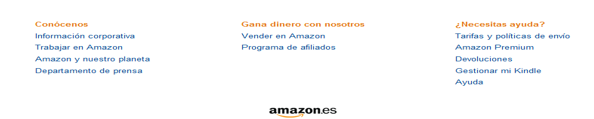 Conócenos
Información corporativa
Trabajar en Amazon
Amazon y nuestro planeta
Departamento de prensa
Gana dinero con nosotros
Vender en Amazon
Programa de afiliados
¿Necesitas ayuda?
Tarifas y políticas de envío
Amazon Premium
Devoluciones
Gestionar mi Kindle
Ayuda
amazon.es